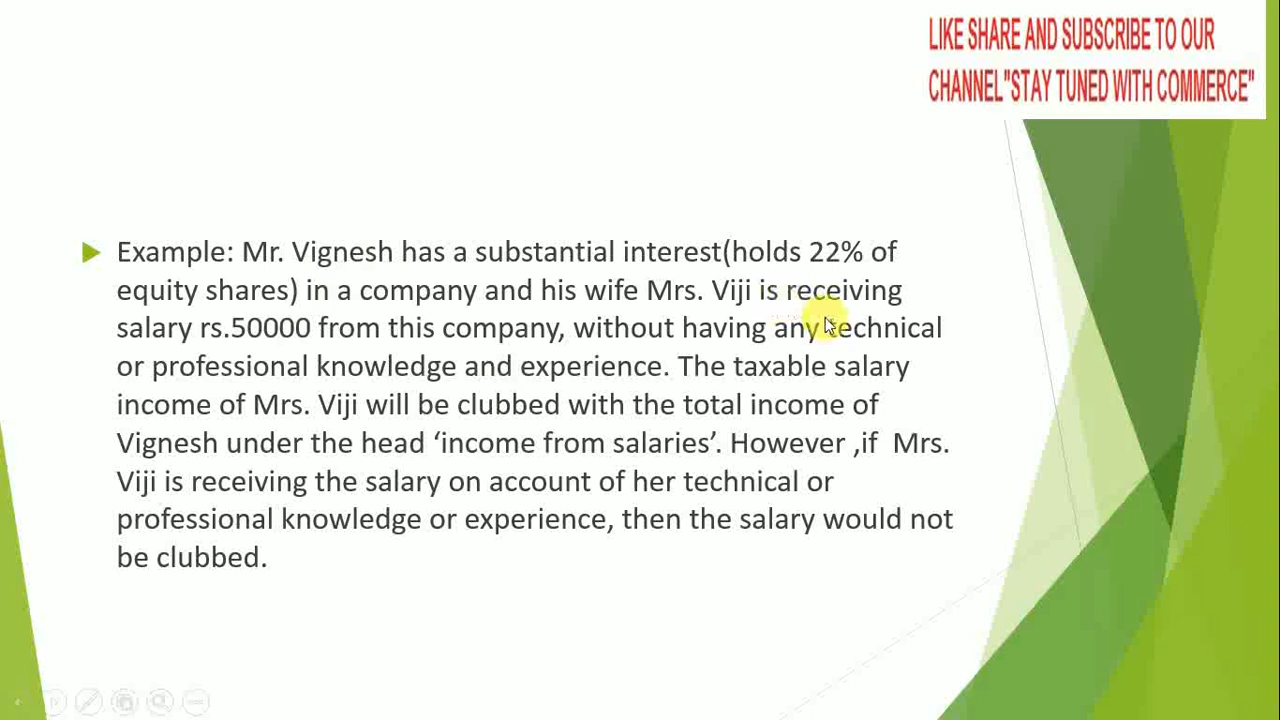 LIKE SHARE AND SUBSCRIBE TO OUR
CHANNEL"STAY TUNED WITH COMMERCE"
Example: Mr. Vignesh has a substantial interest(holds 22% of
equity shares) in a company and his wife Mrs. Viji is receiving
salary rs.50000 from this company, without having any technical
or professional knowledge and experience. The taxable salary
income of Mrs. Viji will be clubbed with the total income of
Vignesh under the head ‘income from salaries’. However ,if Mrs.
Viji is receiving the salary on account of her technical or
professional knowledge or experience, then the salary would not
be clubbed.